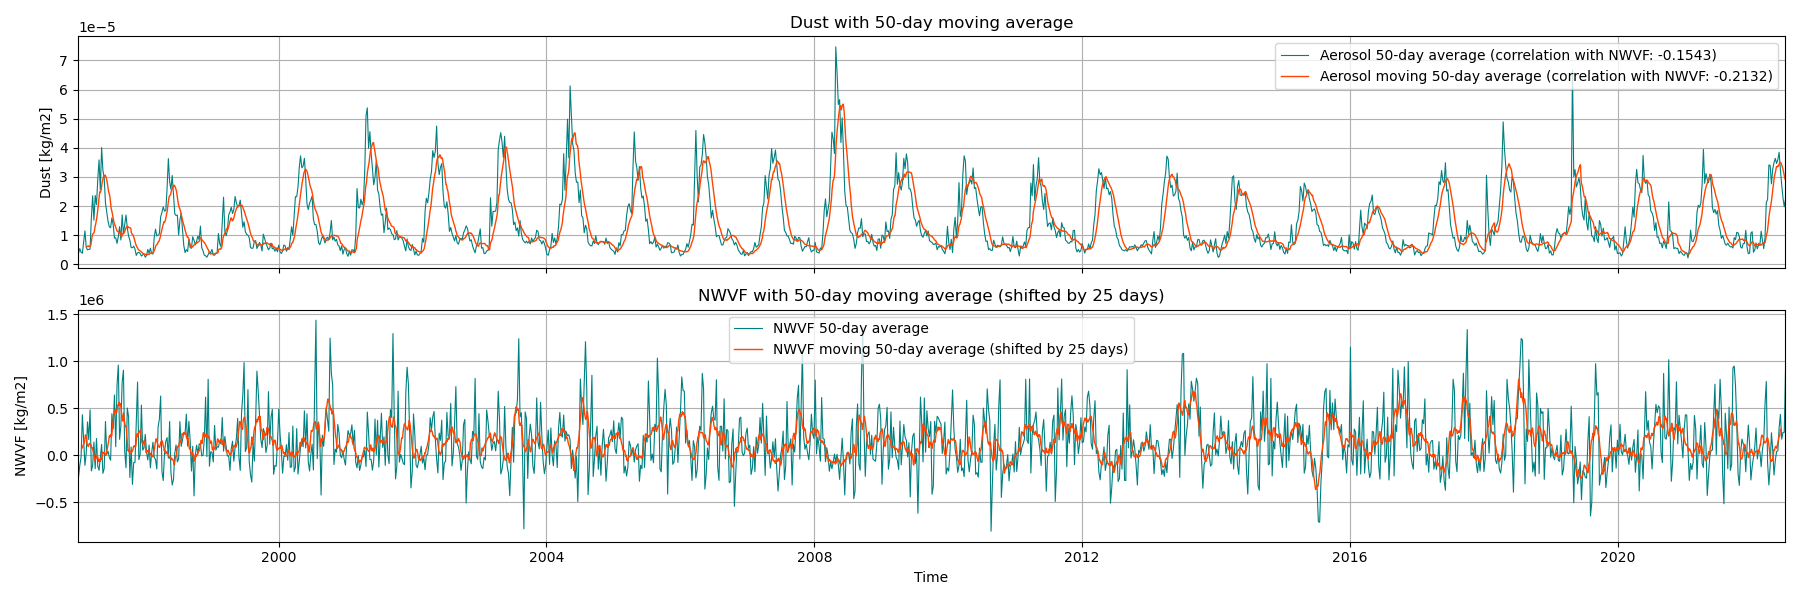 Dust with 50-day moving average
1e−5
Aerosol 50-day average (correlation with NWVF: -0.1543)
Aerosol moving 50-day average (correlation with NWVF: -0.2132)
7
6
5
4
3
2
1
0
Dust [kg/m2]
NWVF with 50-day moving average (shifted by 25 days)
1e6
NWVF 50-day average
NWVF moving 50-day average (shifted by 25 days)
1.5
1.0
0.5
0.0
−0.5
NWVF [kg/m2]
2000 2004 2008 2012 2016 2020
Time